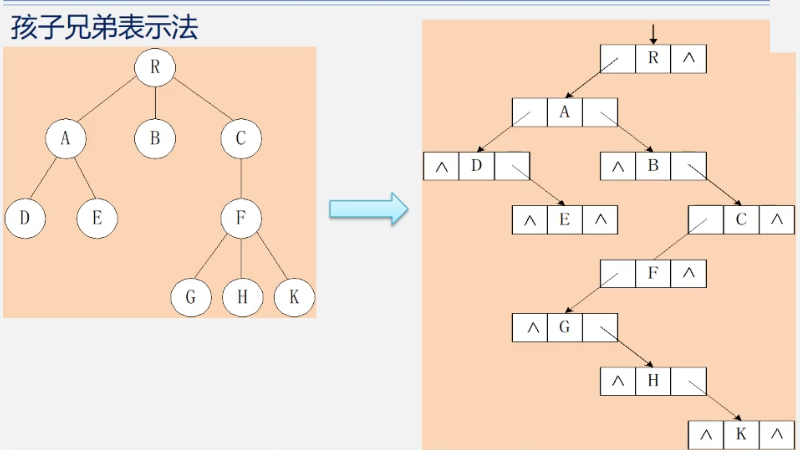 孩子兄弟表示法
R
A B C
D E F
G H K
R ∧
A
∧ D ∧ B
∧ E ∧ C ∧
F ∧
∧ G
∧ H
∧ K ∧